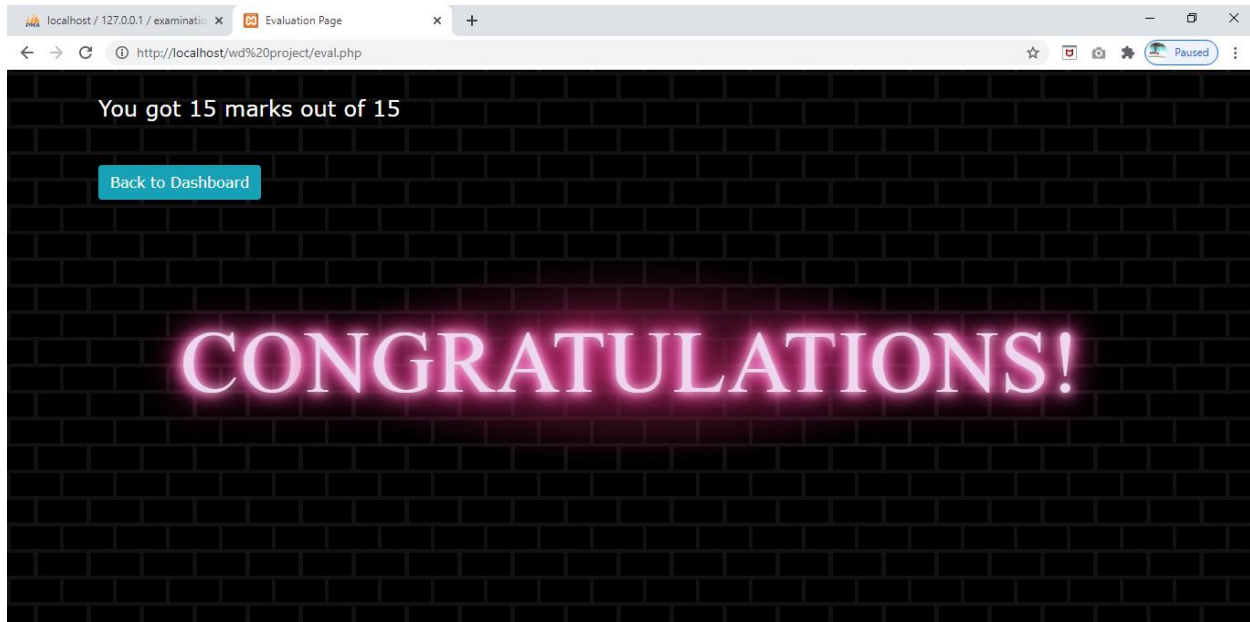 localhost / 127.0.0.1 / examinatio
Evaluation Page
http://localhost/wd%20project/eval.php
Paused
You got 15 marks out of 15
Back to Dashboard
CONGRATULATIONS!